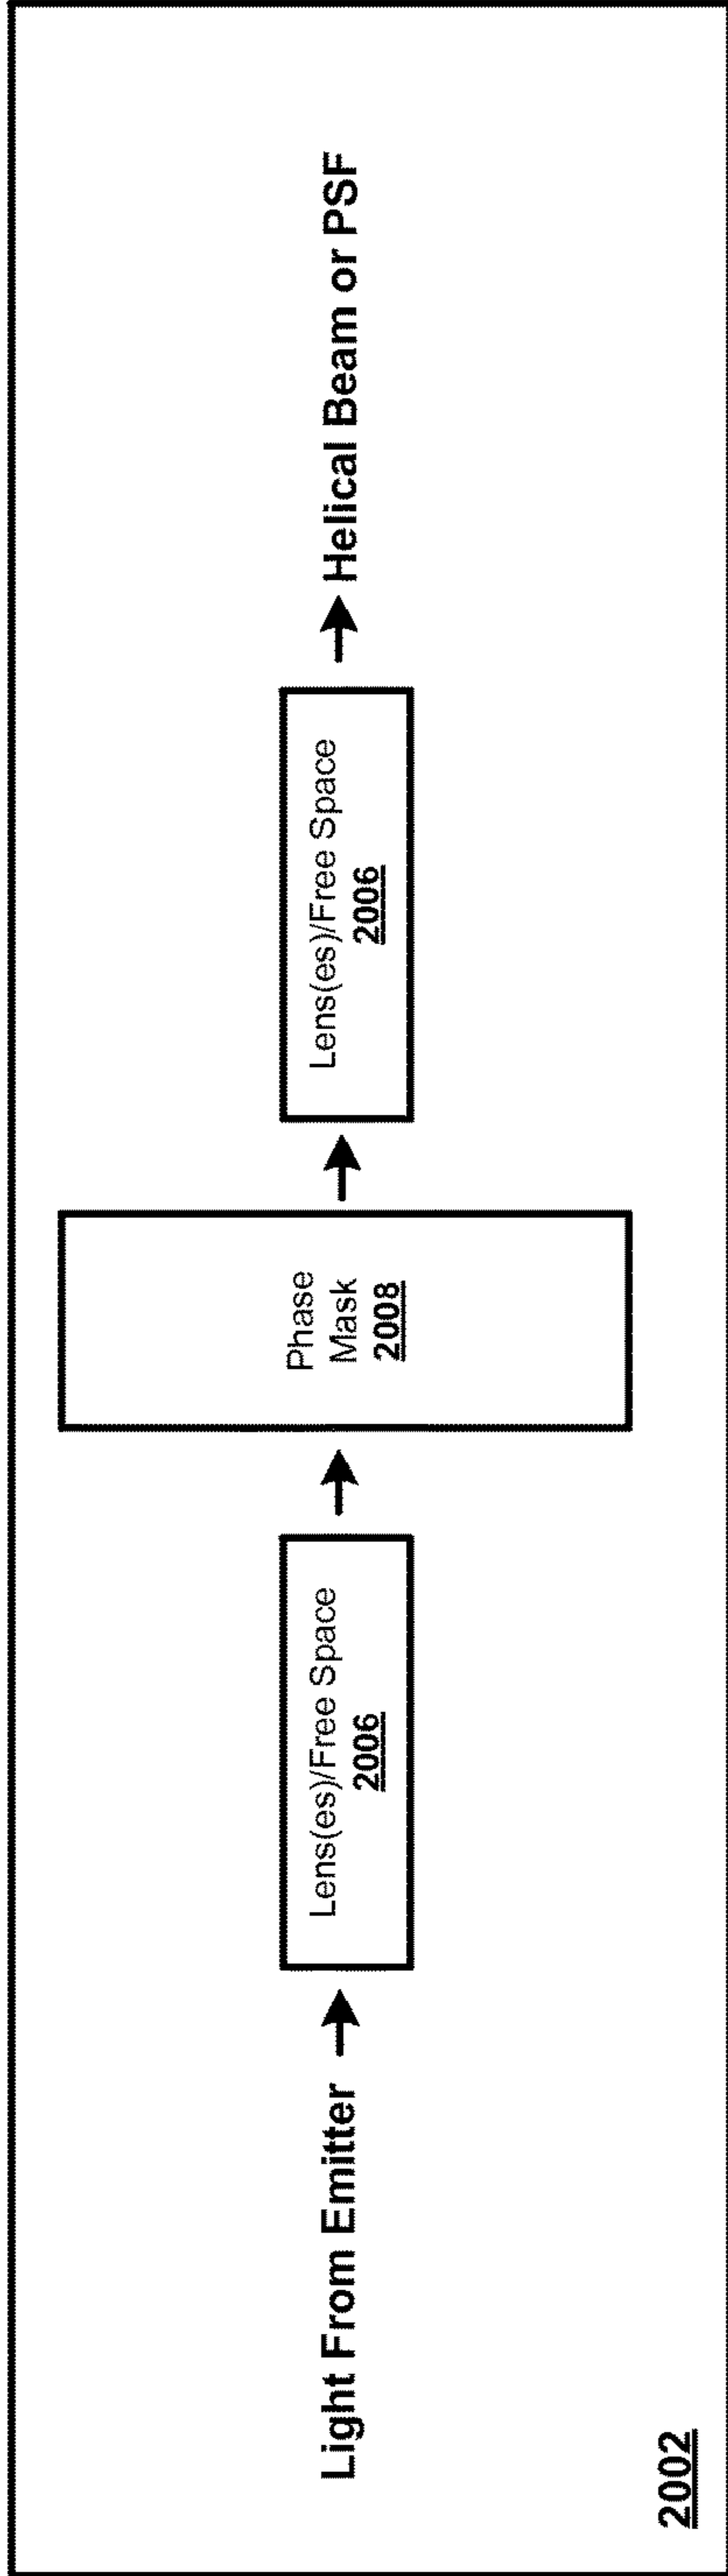 Light From Emitter
Lens(es)/Free Space
2006
Phase
Mask
2008
Lens(es)/Free Space
2006
Helical Beam or PSF
2002